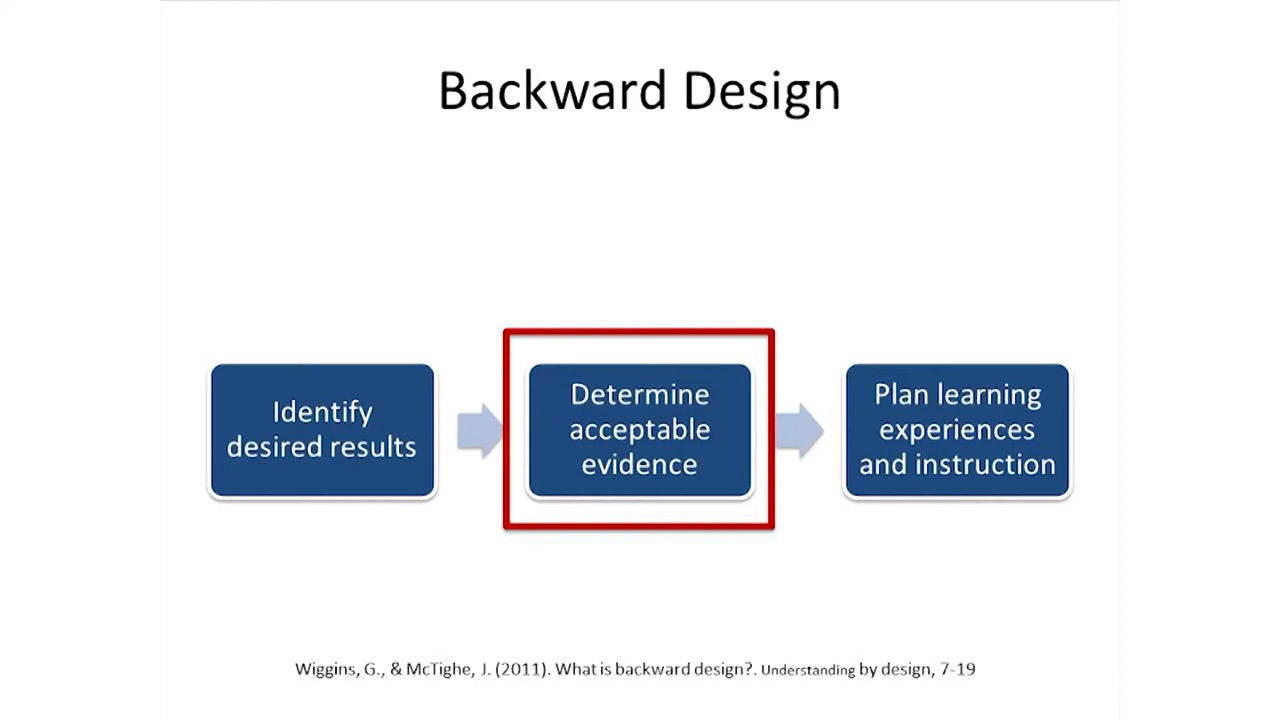 Backward Design
Identify
desired results
Determine
acceptable
evidence
Plan learning
experiences
and instruction
Wiggins, G., & McTighe, J. (2011). What is backward design?. Understanding by design, 7-19